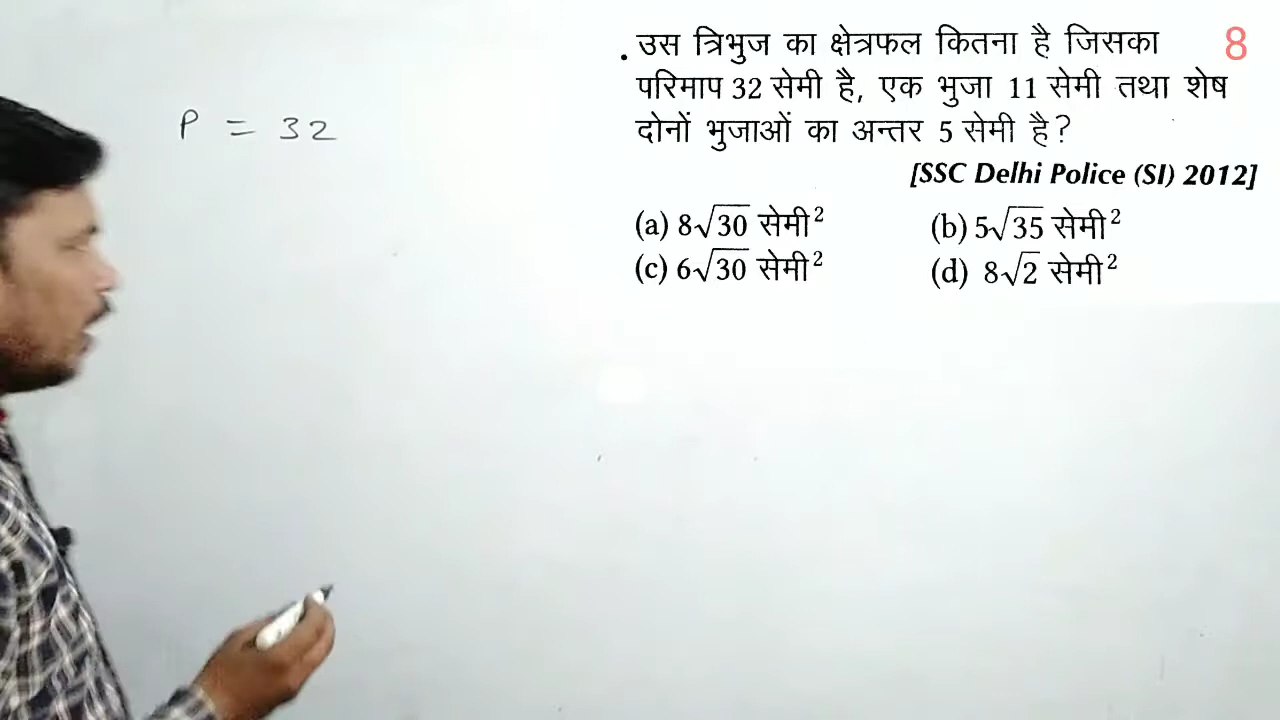 उस त्रिभुज का क्षेत्रफल कितना है जिसका 8
. परिमाप 32 सेमी है, एक भुजा 11 सेमी तथा शेष
दोनों भुजाओं का अन्तर 5 सेमी है?
[SSC Delhi Police (SI) 2012]
(a) 8√30 सेमी² (b) 5√35 सेमी²
(c) 6√30 सेमी² (d) 8√2 सेमी²
P = 32